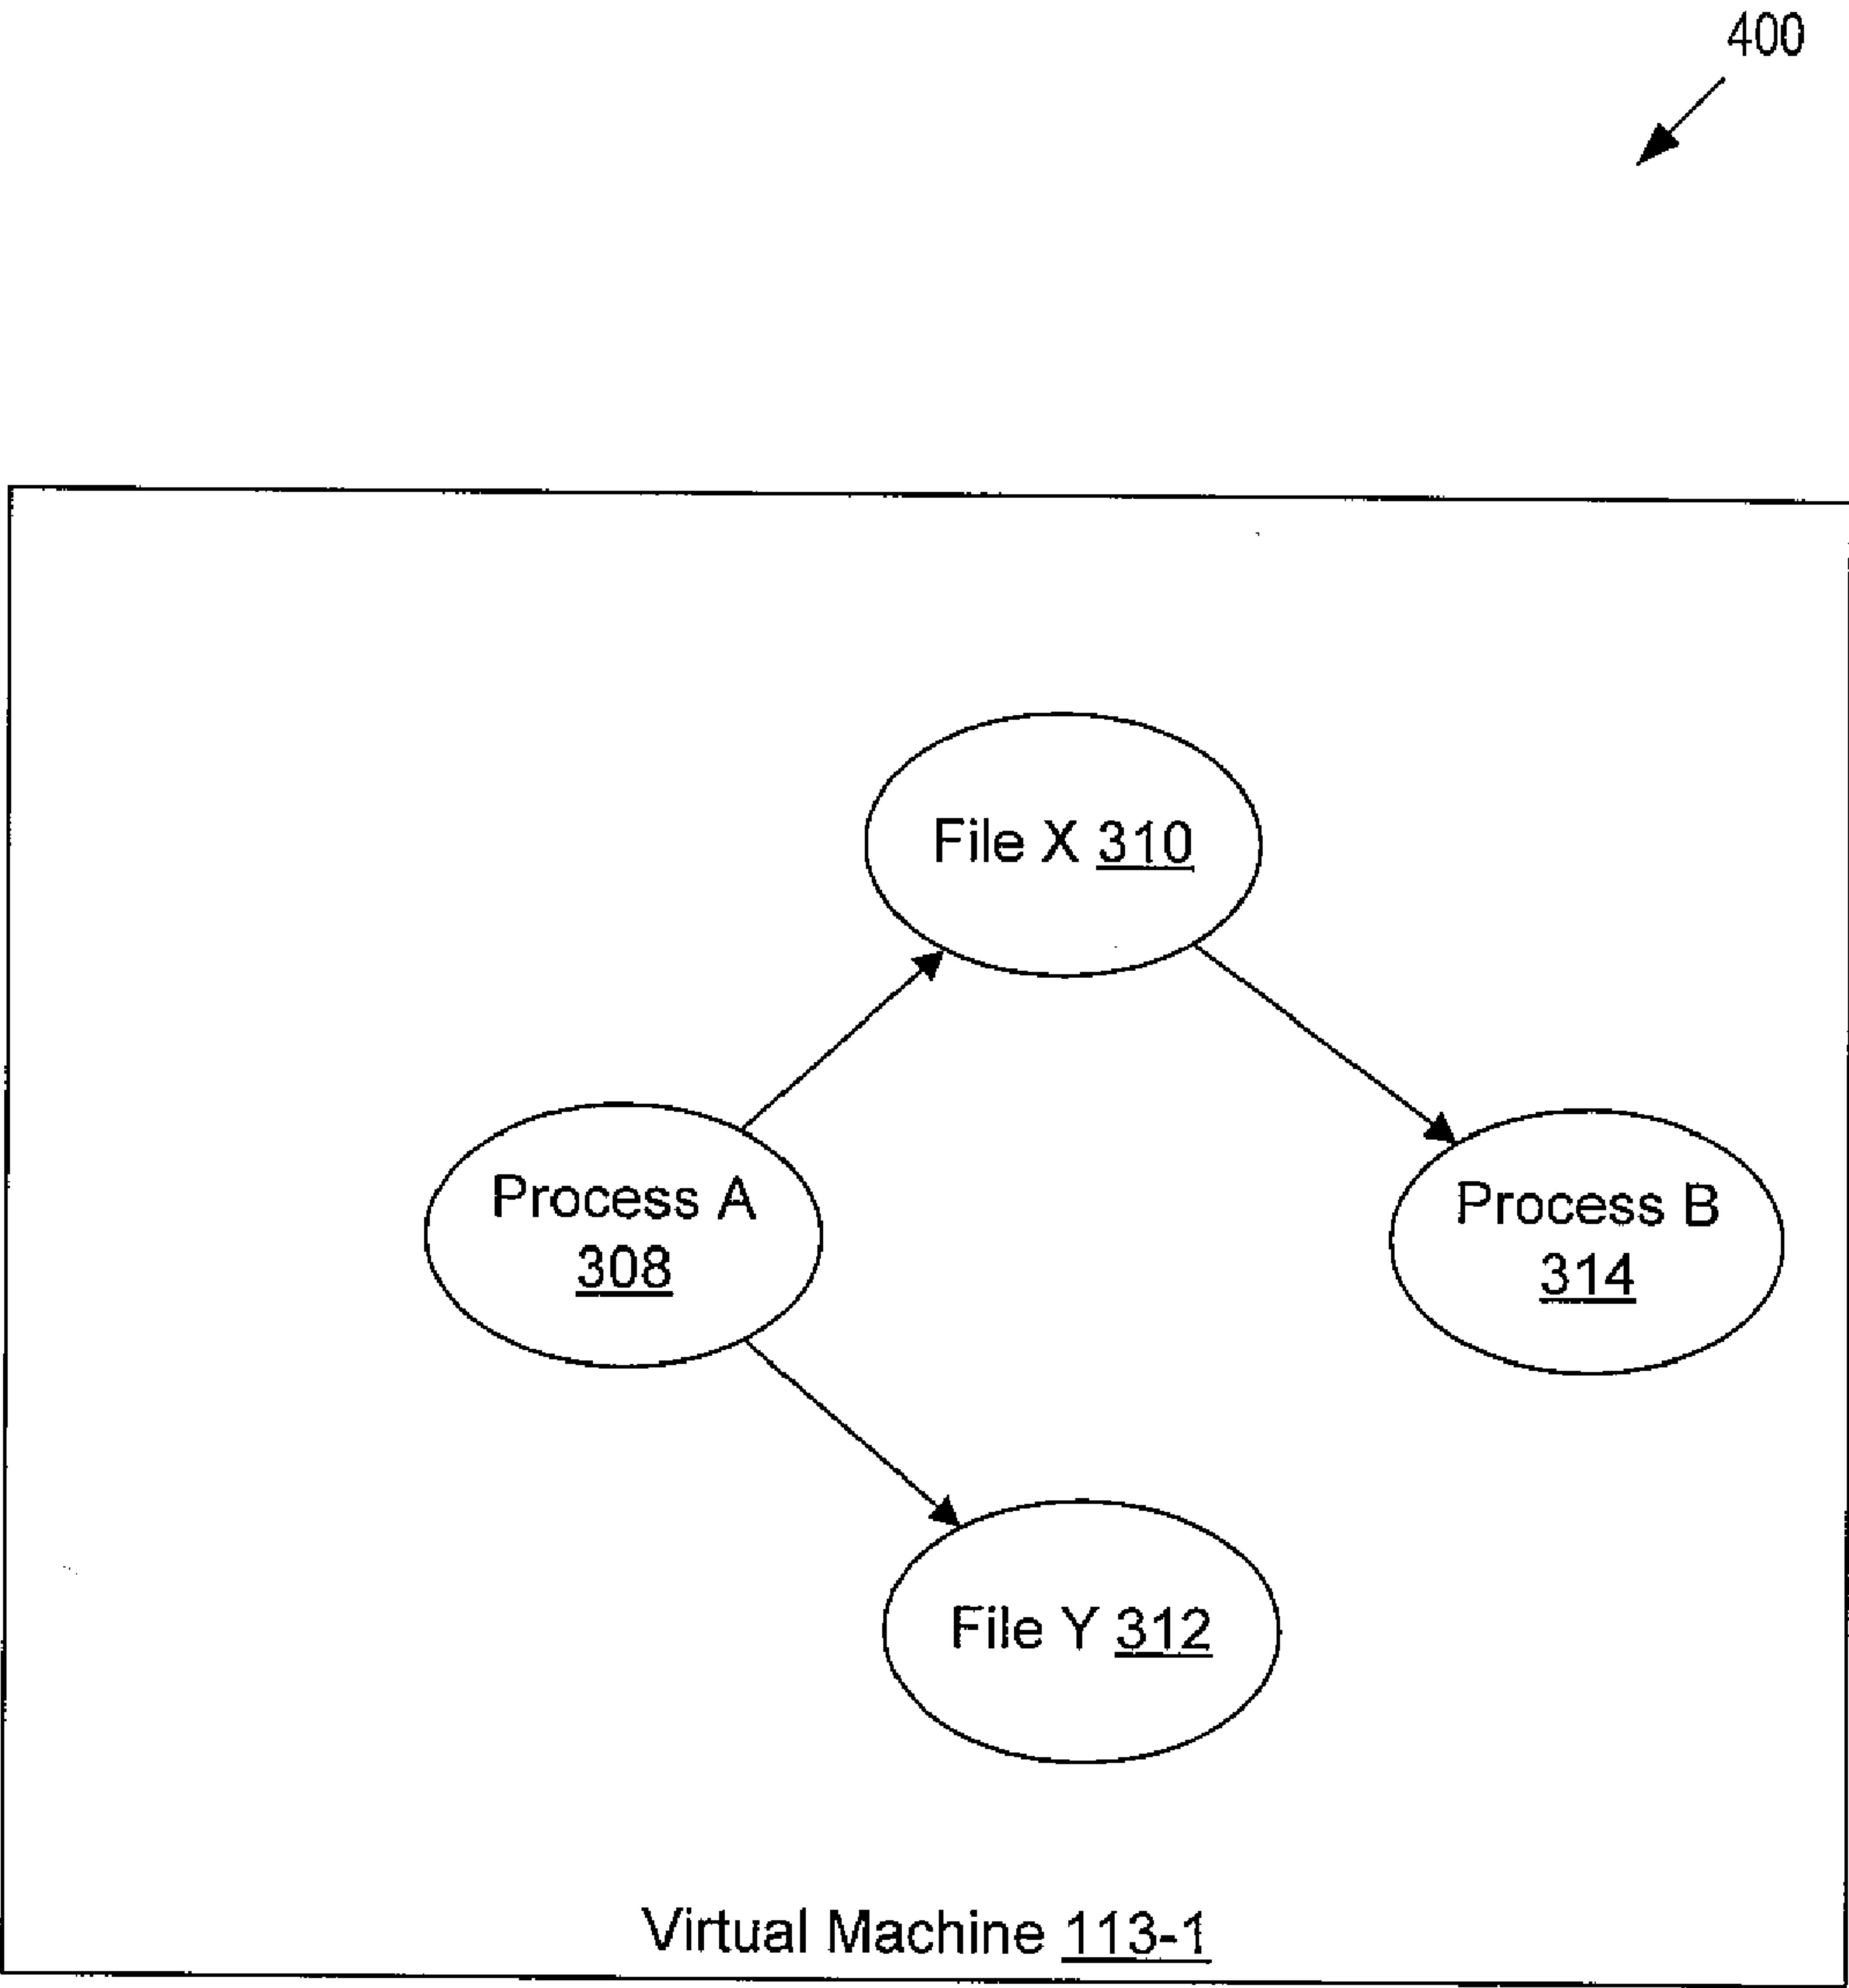 400
File X 310
Process A
308
Process B
314
File Y 312
Virtual Machine 113-1